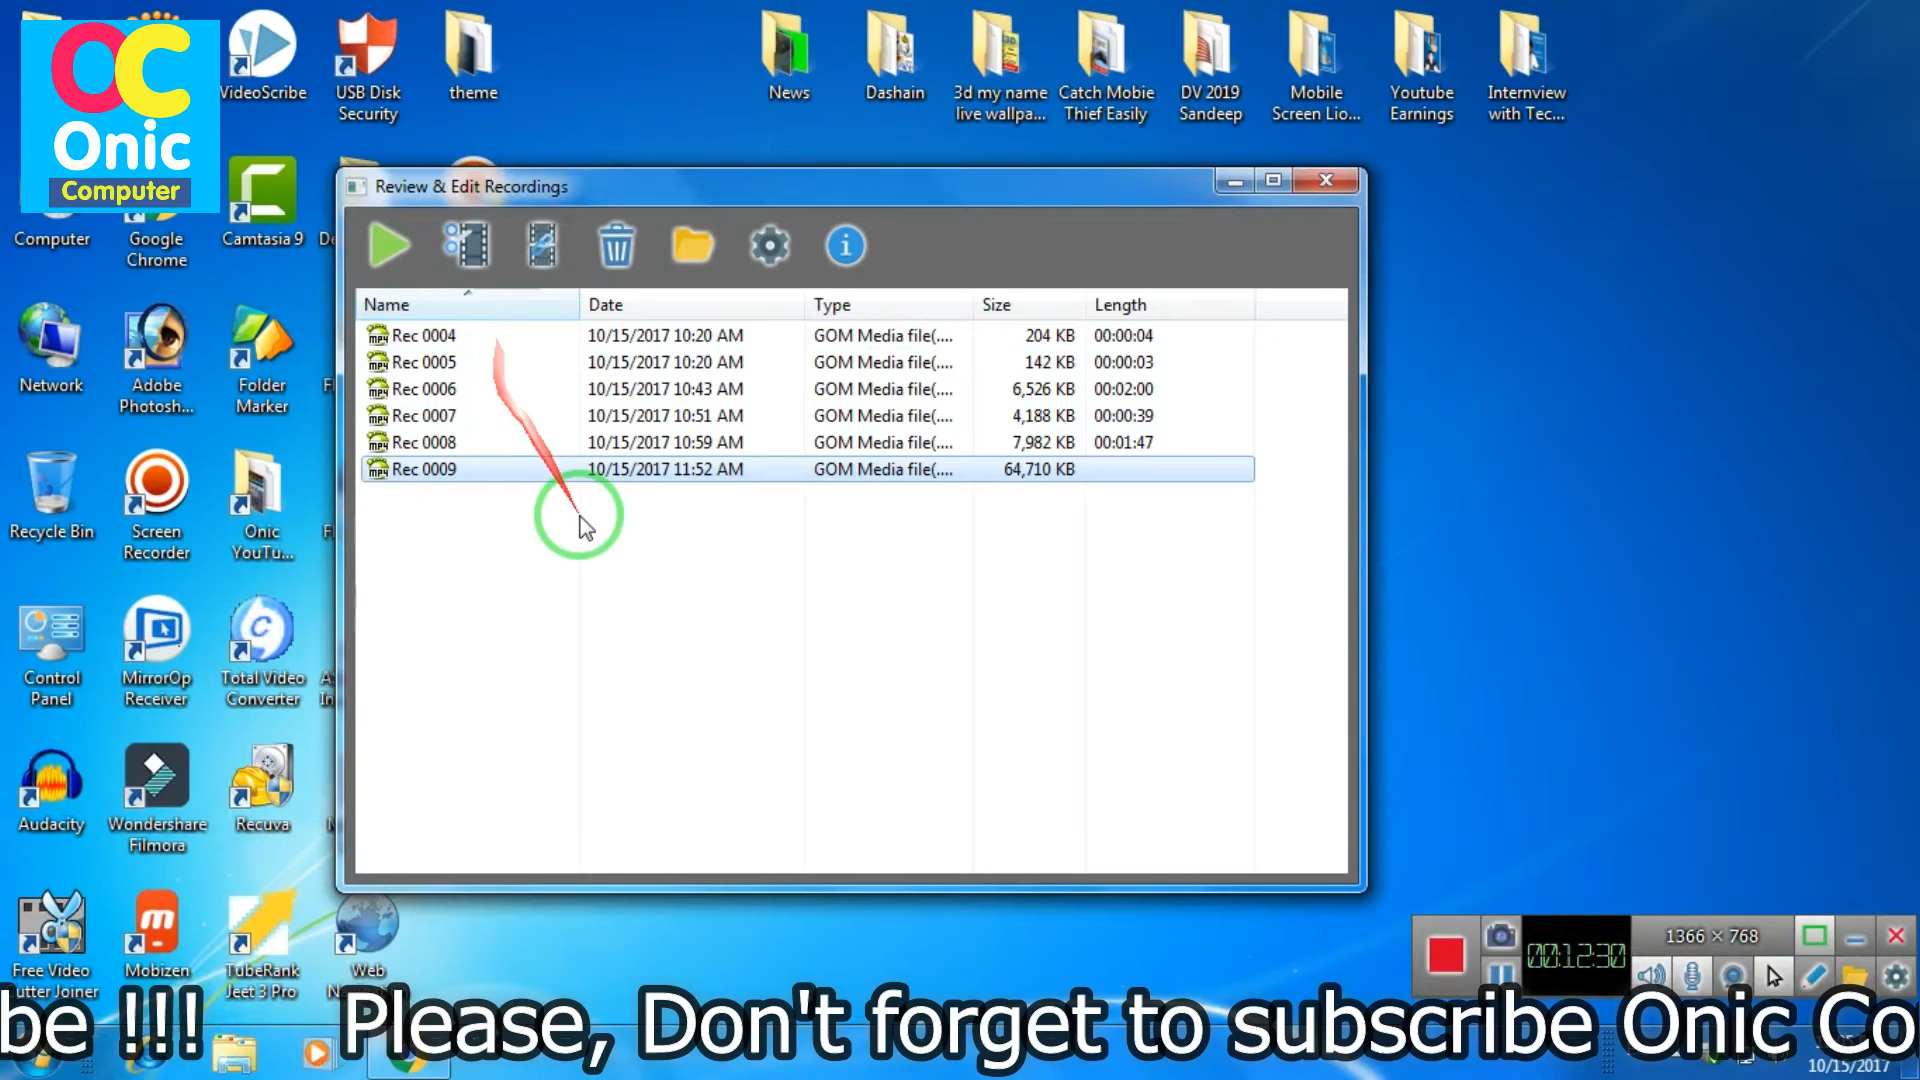 OC
Onic
Computer
VideoScribe
USB Disk
Security
theme
News
Dashain
3d my name
live wallpa...
Catch Mobie
Thief Easily
DV 2019
Sandeep
Mobile
Screen Lio...
Youtube
Earnings
Internview
with Tec...
Computer
Google
Chrome
Camtasia 9
Network
Adobe
Photosh...
Folder
Marker
Recycle Bin
Screen
Recorder
Onic
YouTu...
Control
Panel
MirrorOp
Receiver
Total Video
Converter
Audacity
Wondershare
Filmora
Recuva
Free Video
utter Joiner
Mobizen
TubeRank
Jeet 3 Pro
Web
Review & Edit Recordings
Name Date Type Size Length
Rec 0004 10/15/2017 10:20 AM GOM Media file(.... 204 KB 00:00:04
Rec 0005 10/15/2017 10:20 AM GOM Media file(.... 142 KB 00:00:03
Rec 0006 10/15/2017 10:43 AM GOM Media file(.... 6,526 KB 00:02:00
Rec 0007 10/15/2017 10:51 AM GOM Media file(.... 4,188 KB 00:00:39
Rec 0008 10/15/2017 10:59 AM GOM Media file(.... 7,982 KB 00:01:47
Rec 0009 10/15/2017 11:52 AM GOM Media file(.... 64,710 KB
1366 × 768
00:12:30
be !!! Please, Don't forget to subscribe Onic Co
10/15/2017